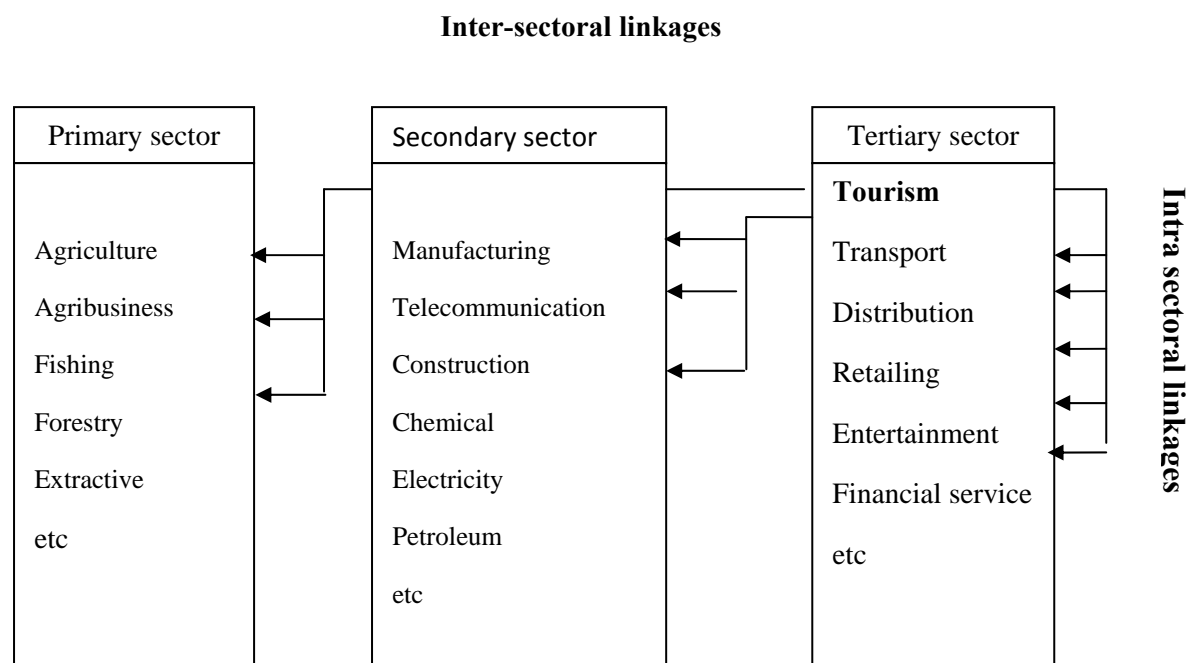 Inter-sectoral linkages
Primary sector
Agriculture
Agribusiness
Fishing
Forestry
Extractive
etc
Secondary sector
Manufacturing
Telecommunication
Construction
Chemical
Electricity
Petroleum
etc
Tertiary sector
Tourism
Transport
Distribution
Retailing
Entertainment
Financial service
etc
Intra sectoral linkages